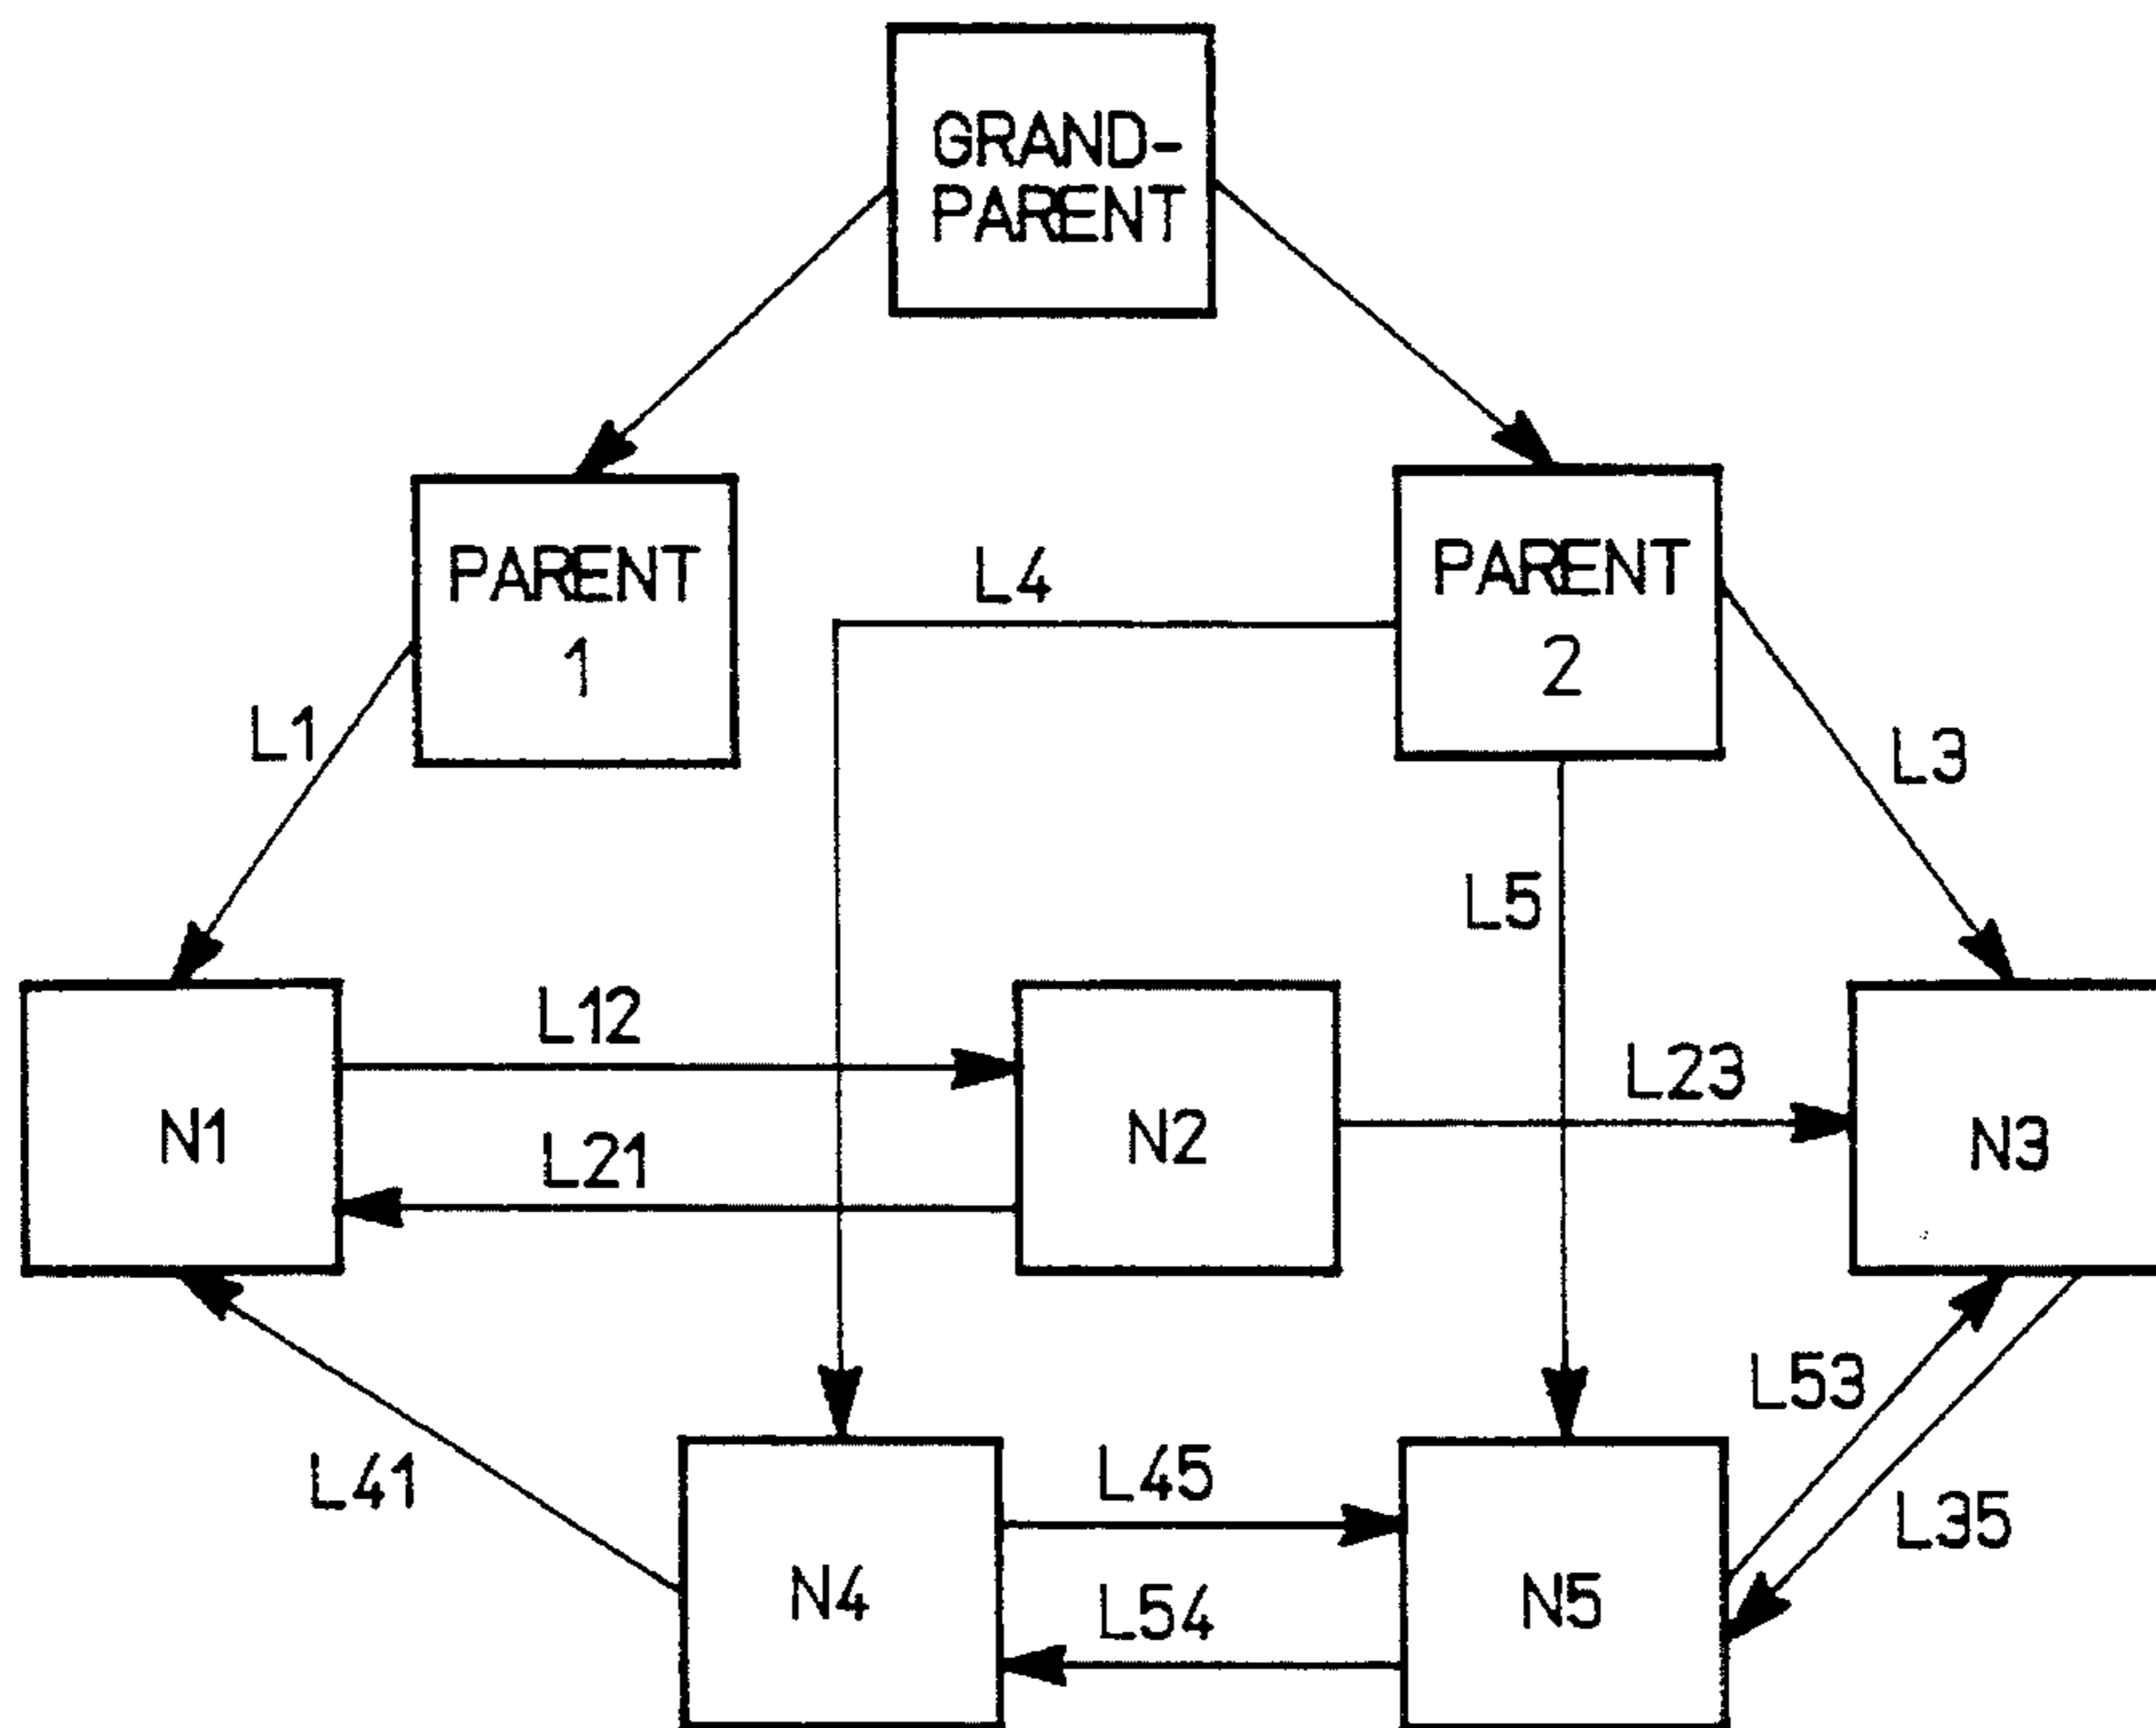 GRAND-
PARENT
PARENT
1
L4
PARENT
2
L1
L3
L5
L12
L23
N1
L21
N2
N3
L53
L41
L45
L35
N4
L54
N5